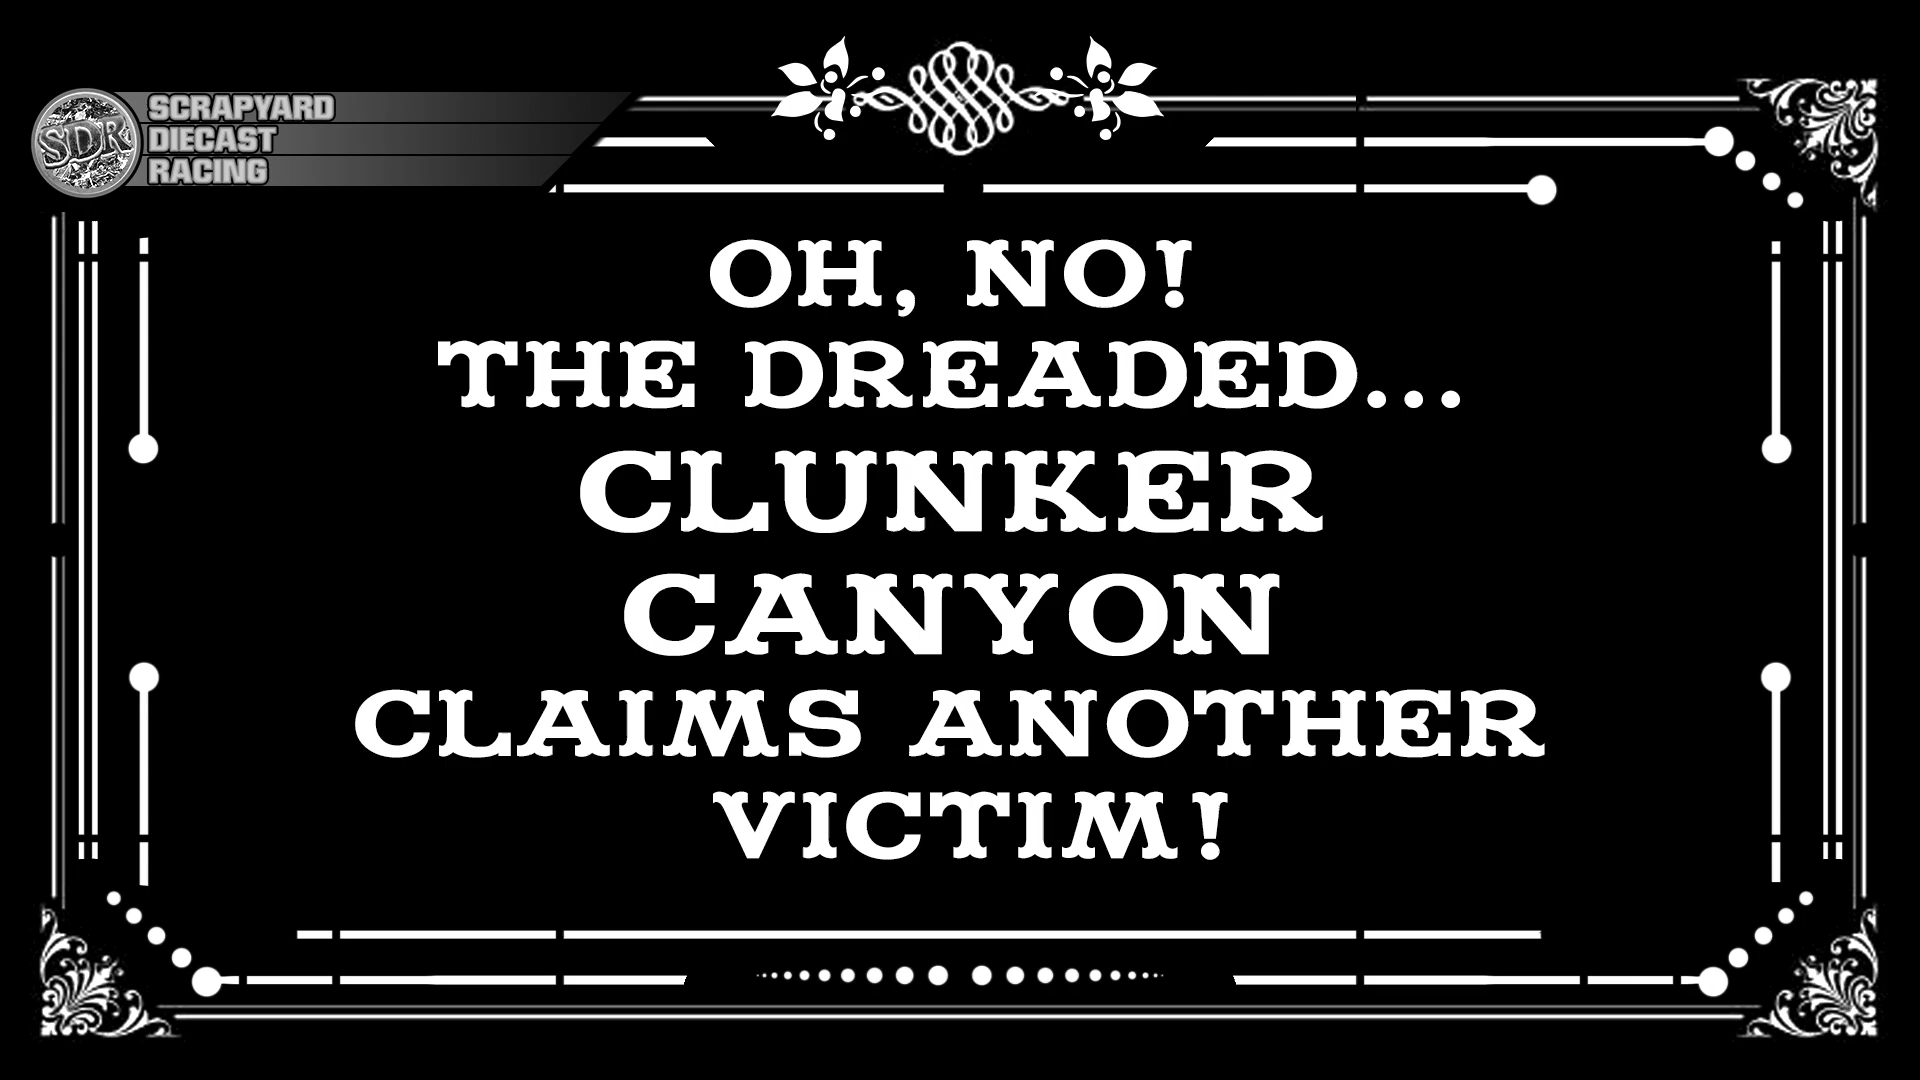 SDR
SCRAPYARD
DIECAST
RACING
OH, NO!
THE DREADED...
CLUNKER
CANYON
CLAIMS ANOTHER
VICTIM!